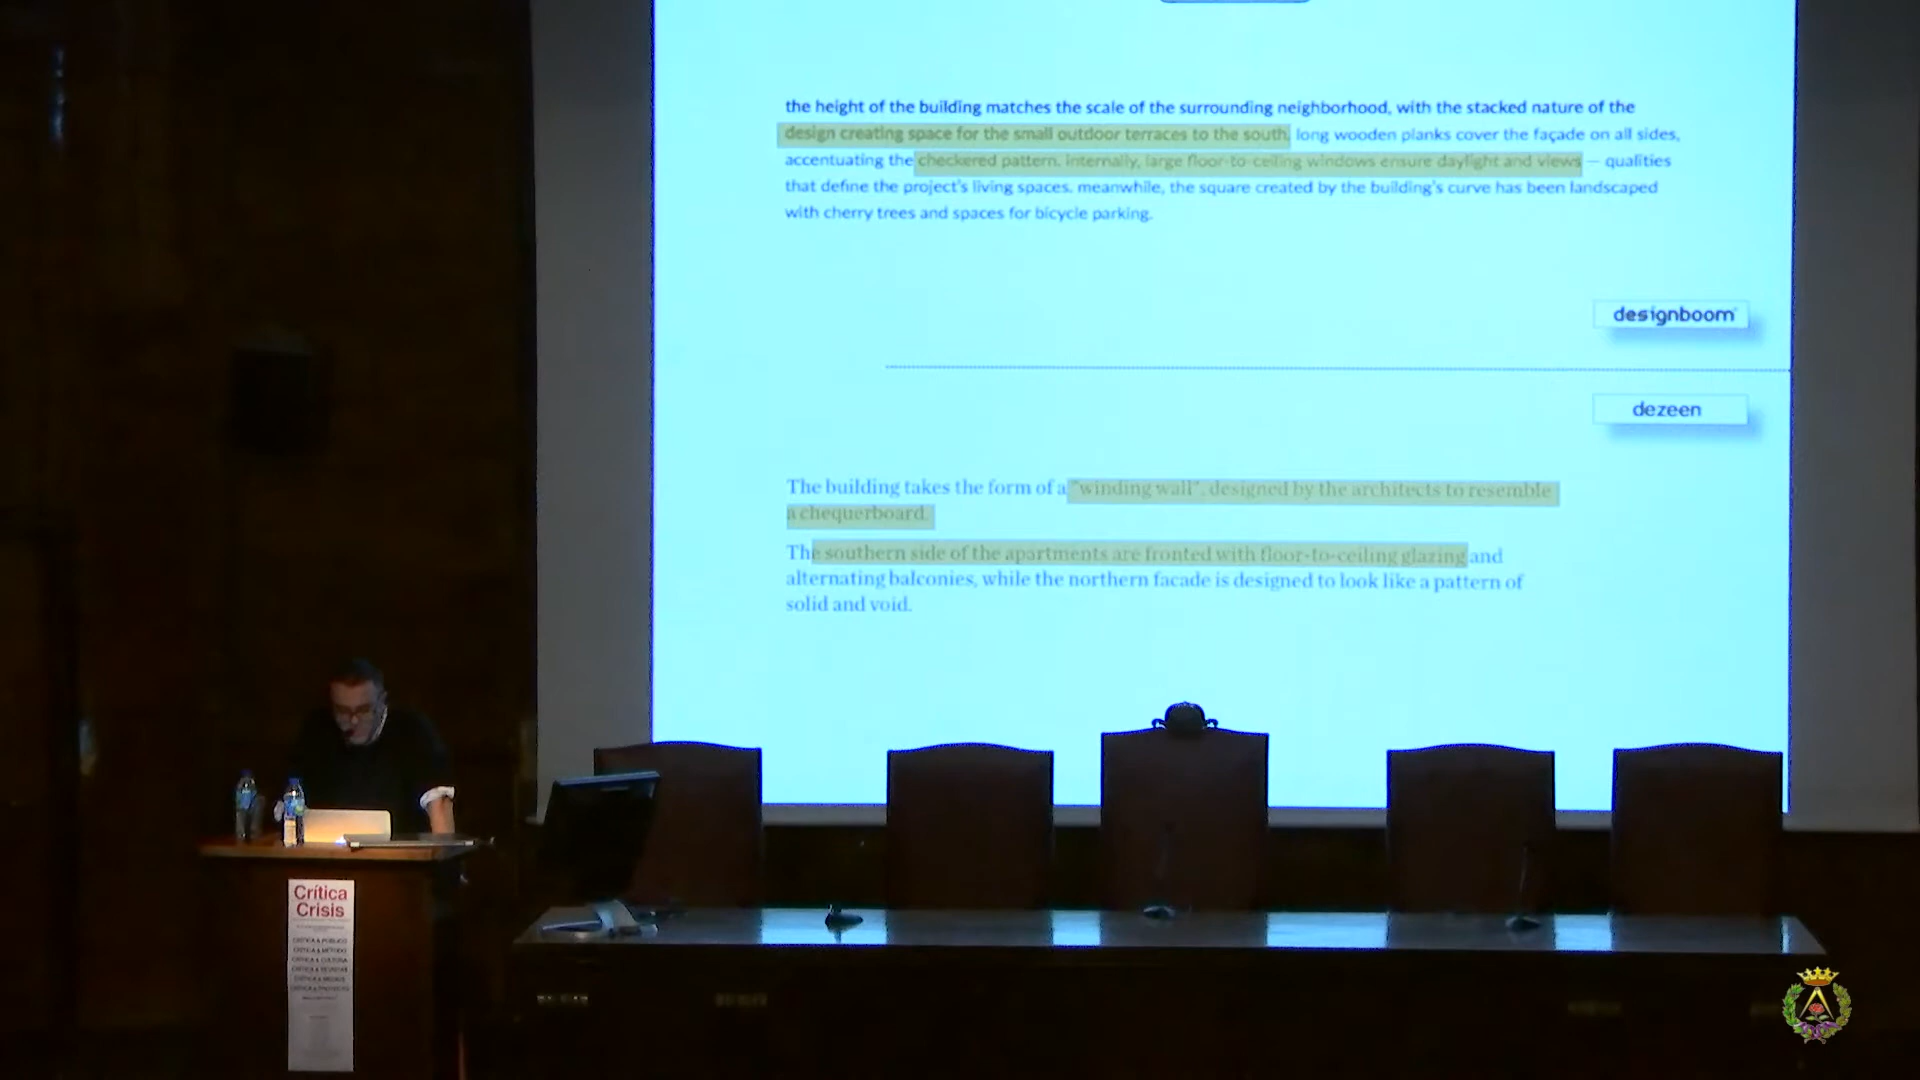 the height of the building matches the scale of the surrounding neighborhood, with the stacked nature of the
design creating space for the small outdoor terraces to the south. long wooden planks cover the façade on all sides,
accentuating the checkered pattern. internally, large floor-to-ceiling windows ensure daylight and views — qualities
that define the project's living spaces. meanwhile, the square created by the building's curve has been landscaped
with cherry trees and spaces for bicycle parking.
designboom
dezeen
The building takes the form of a "winding wall", designed by the architects to resemble
a chequerboard.
The southern side of the apartments are fronted with floor-to-ceiling glazing and
alternating balconies, while the northern facade is designed to look like a pattern of
solid and void.
Crítica
Crisis
CRÍTICA & PÚBLICO
CRÍTICA & MÉTODO
CRÍTICA & CULTURA